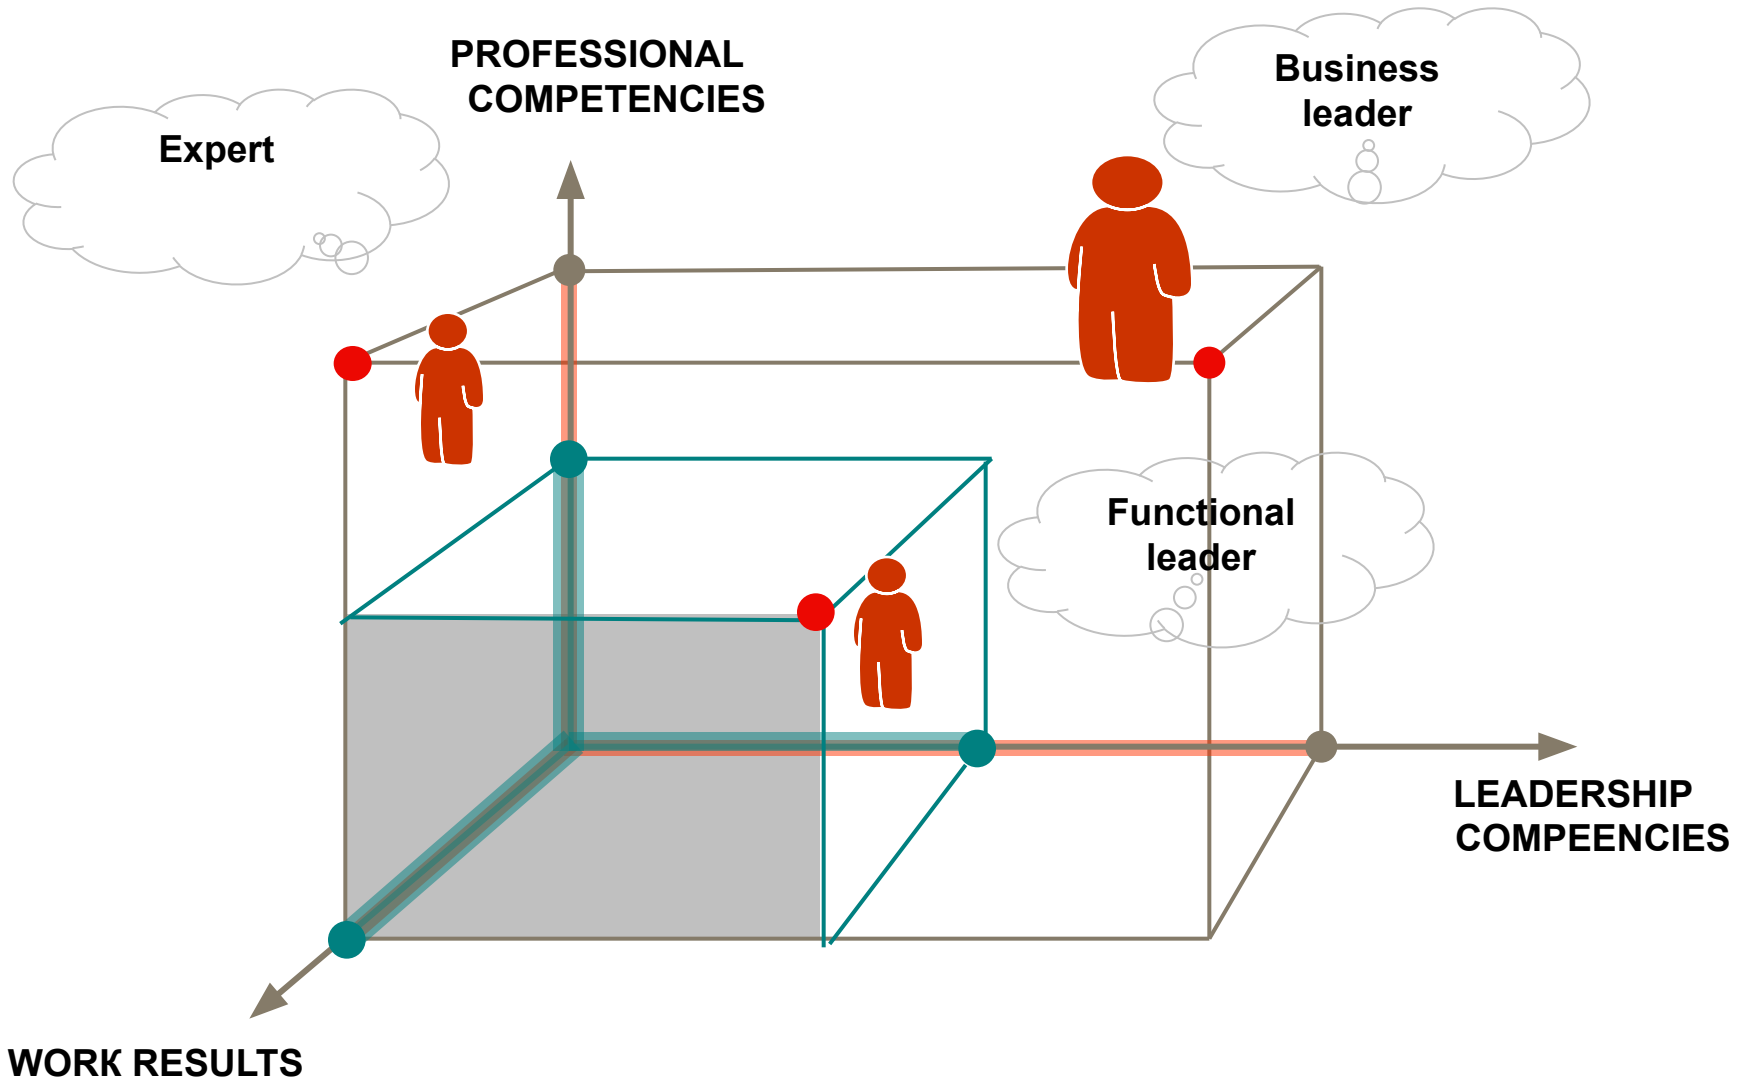 PROFESSIONAL
COMPETENCIES
Business
leader
Expert
Functional
leader
LEADERSHIP
COMPEENCIES
WORK RESULTS